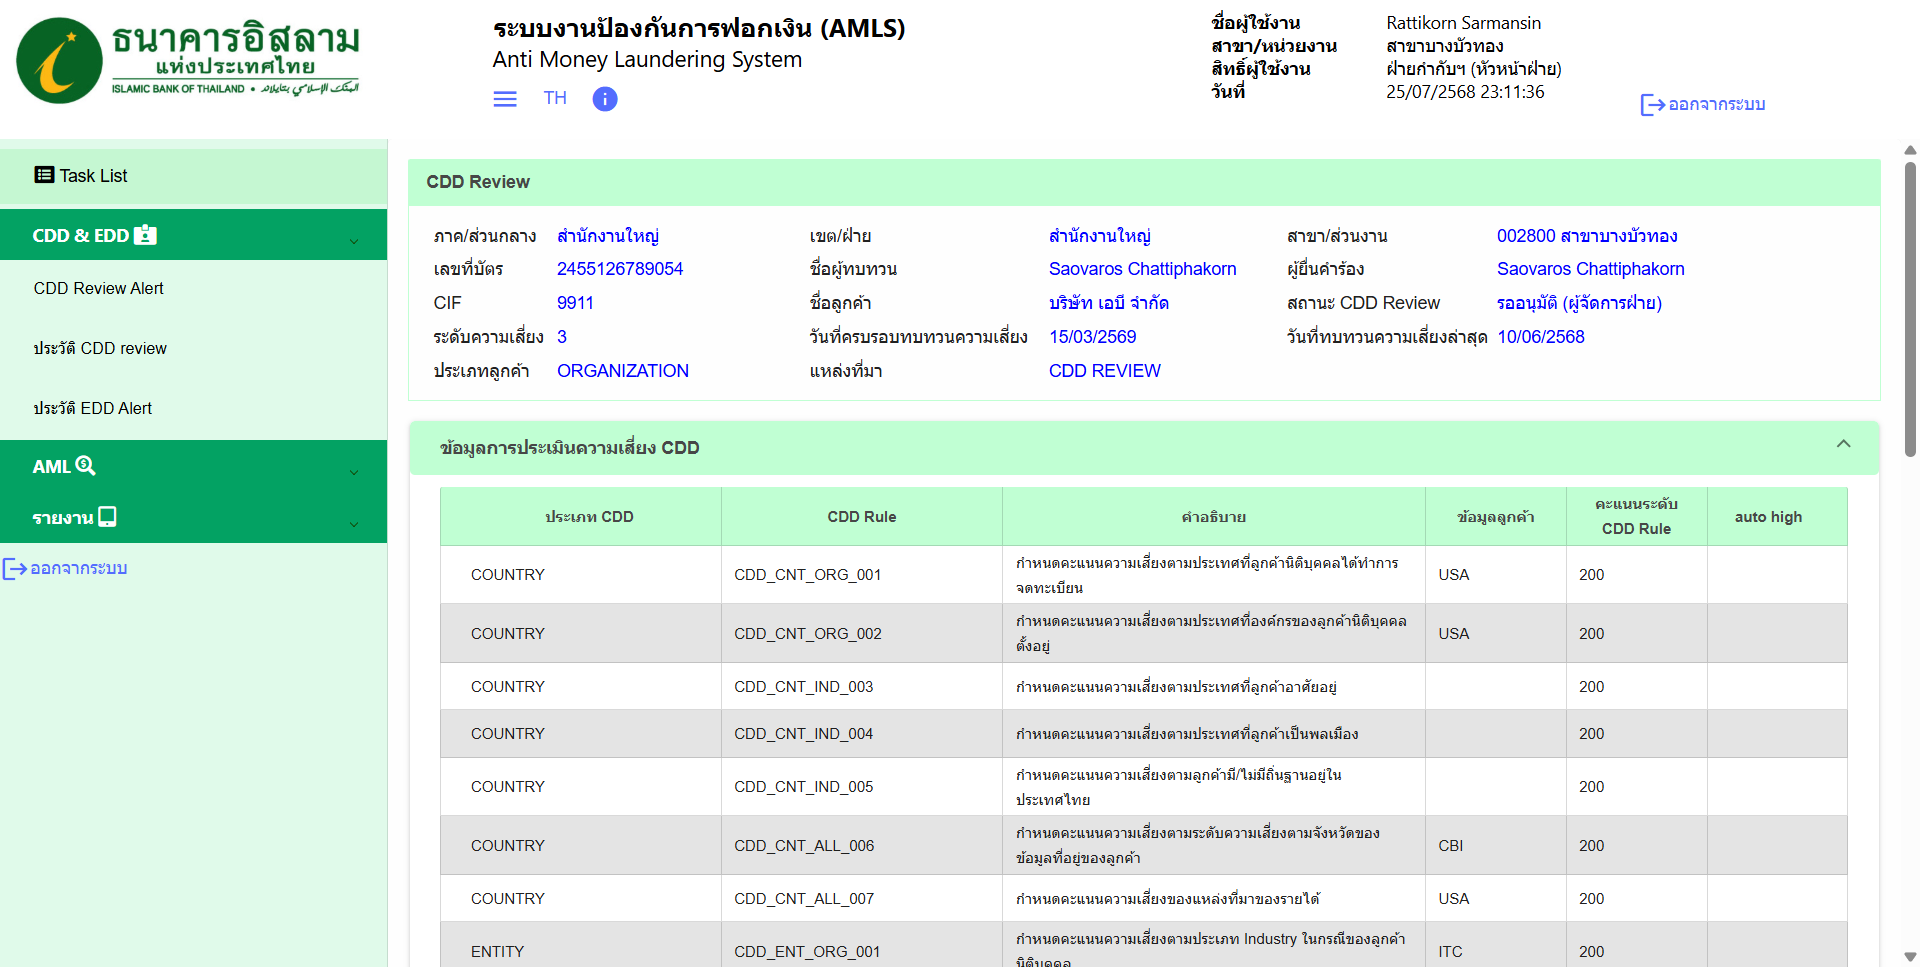 ธนาคารอิสลาม
แห่งประเทศไทย
ISLAMIC BANK OF THAILAND •
ระบบงานป้องกันการฟอกเงิน (AMLS)
Anti Money Laundering System
TH
ชื่อผู้ใช้งาน Rattikorn Sarmansin
สาขา/หน่วยงาน สาขาบางบัวทอง
สิทธิ์ผู้ใช้งาน ฝ่ายกำกับฯ (หัวหน้าฝ่าย)
วันที่ 25/07/2568 23:11:36
ออกจากระบบ
Task List
CDD & EDD
CDD Review Alert
ประวัติ CDD review
ประวัติ EDD Alert
AML
รายงาน
ออกจากระบบ
CDD Review
ภาค/ส่วนกลาง สำนักงานใหญ่ เขต/ฝ่าย สำนักงานใหญ่ สาขา/ส่วนงาน 002800 สาขาบางบัวทอง
เลขที่บัตร 2455126789054 ชื่อผู้ทบทวน Saovaros Chattiphakorn ผู้ยื่นคำร้อง Saovaros Chattiphakorn
CIF 9911 ชื่อลูกค้า บริษัท เอบี จำกัด สถานะ CDD Review รออนุมัติ (ผู้จัดการฝ่าย)
ระดับความเสี่ยง 3 วันที่ครบรอบทบทวนความเสี่ยง 15/03/2569 วันที่ทบทวนความเสี่ยงล่าสุด 10/06/2568
ประเภทลูกค้า ORGANIZATION แหล่งที่มา CDD REVIEW
ข้อมูลการประเมินความเสี่ยง CDD
ประเภท CDD CDD Rule คำอธิบาย ข้อมูลลูกค้า คะแนนระดับ CDD Rule auto high
COUNTRY CDD_CNT_ORG_001 กำหนดคะแนนความเสี่ยงตามประเทศที่ลูกค้านิติบุคคลได้ทำการจดทะเบียน USA 200
COUNTRY CDD_CNT_ORG_002 กำหนดคะแนนความเสี่ยงตามประเทศที่องค์กรของลูกค้านิติบุคคลตั้งอยู่ USA 200
COUNTRY CDD_CNT_IND_003 กำหนดคะแนนความเสี่ยงตามประเทศที่ลูกค้าอาศัยอยู่ 200
COUNTRY CDD_CNT_IND_004 กำหนดคะแนนความเสี่ยงตามประเทศที่ลูกค้าเป็นพลเมือง 200
COUNTRY CDD_CNT_IND_005 กำหนดคะแนนความเสี่ยงตามลูกค้ามี/ไม่มีถิ่นฐานอยู่ในประเทศไทย 200
COUNTRY CDD_CNT_ALL_006 กำหนดคะแนนความเสี่ยงตามระดับความเสี่ยงตามจังหวัดของข้อมูลที่อยู่ของลูกค้า CBI 200
COUNTRY CDD_CNT_ALL_007 กำหนดคะแนนความเสี่ยงของแหล่งที่มาของรายได้ USA 200
ENTITY CDD_ENT_ORG_001 กำหนดคะแนนความเสี่ยงตามประเภท Industry ในกรณีของลูกค้านิติบุคคล ITC 200